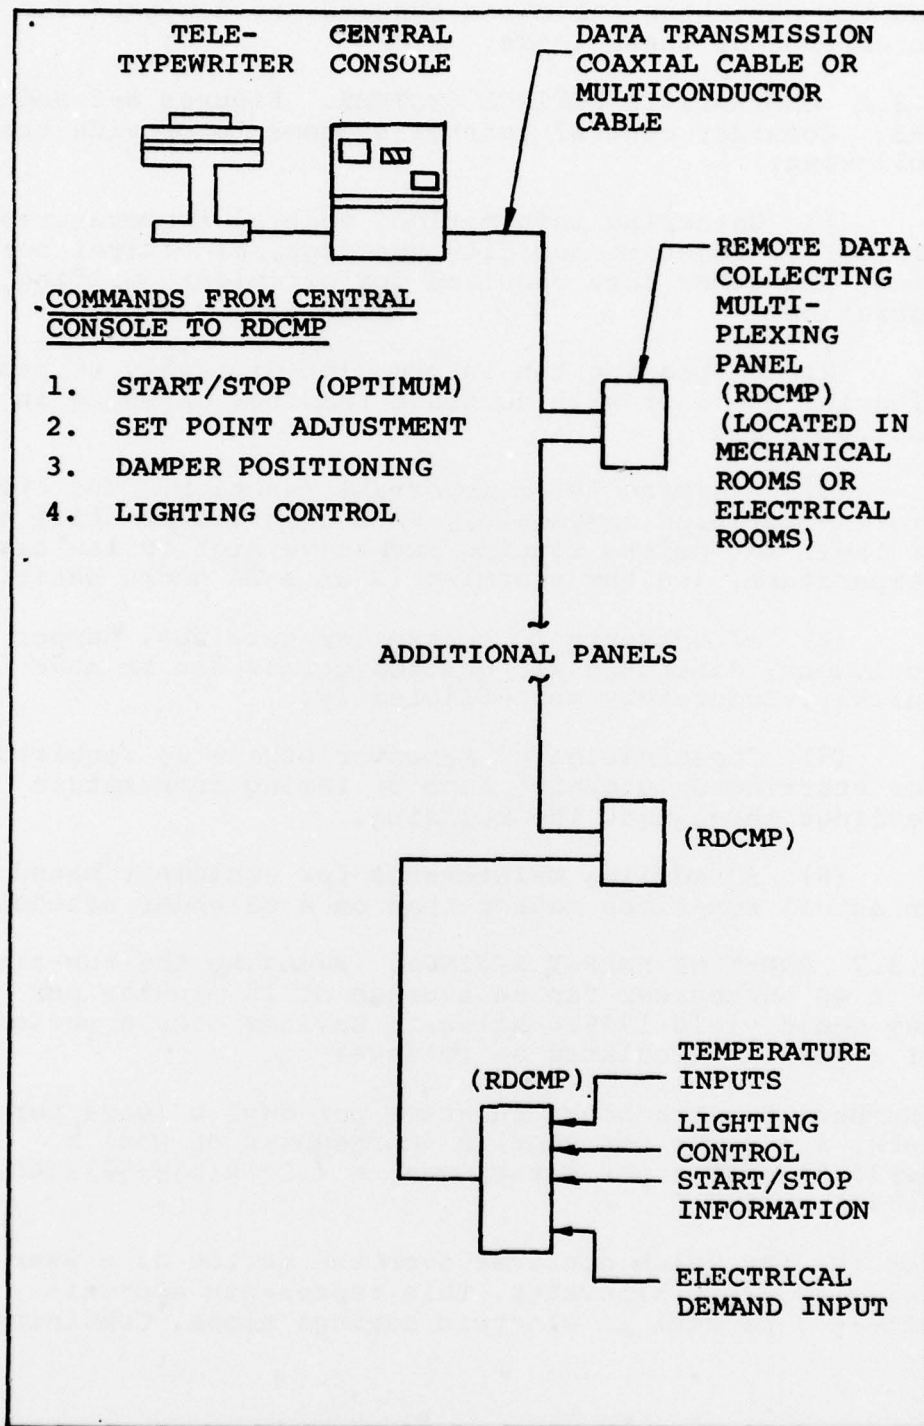 TELE-
TYPEWRITER
CENTRAL
CONSOLE
DATA TRANSMISSION
COAXIAL CABLE OR
MULTICONDUCTOR
CABLE
REMOTE DATA
COLLECTING
MULTI-
PLEXING
PANEL
(RDCMP)
(LOCATED IN
MECHANICAL
ROOMS OR
ELECTRICAL
ROOMS)
COMMANDS FROM CENTRAL
CONSOLE TO RDCMP
1. START/STOP (OPTIMUM)
2. SET POINT ADJUSTMENT
3. DAMPER POSITIONING
4. LIGHTING CONTROL
ADDITIONAL PANELS
(RDCMP)
(RDCMP)
TEMPERATURE
INPUTS
LIGHTING
CONTROL
START/STOP
INFORMATION
ELECTRICAL
DEMAND INPUT